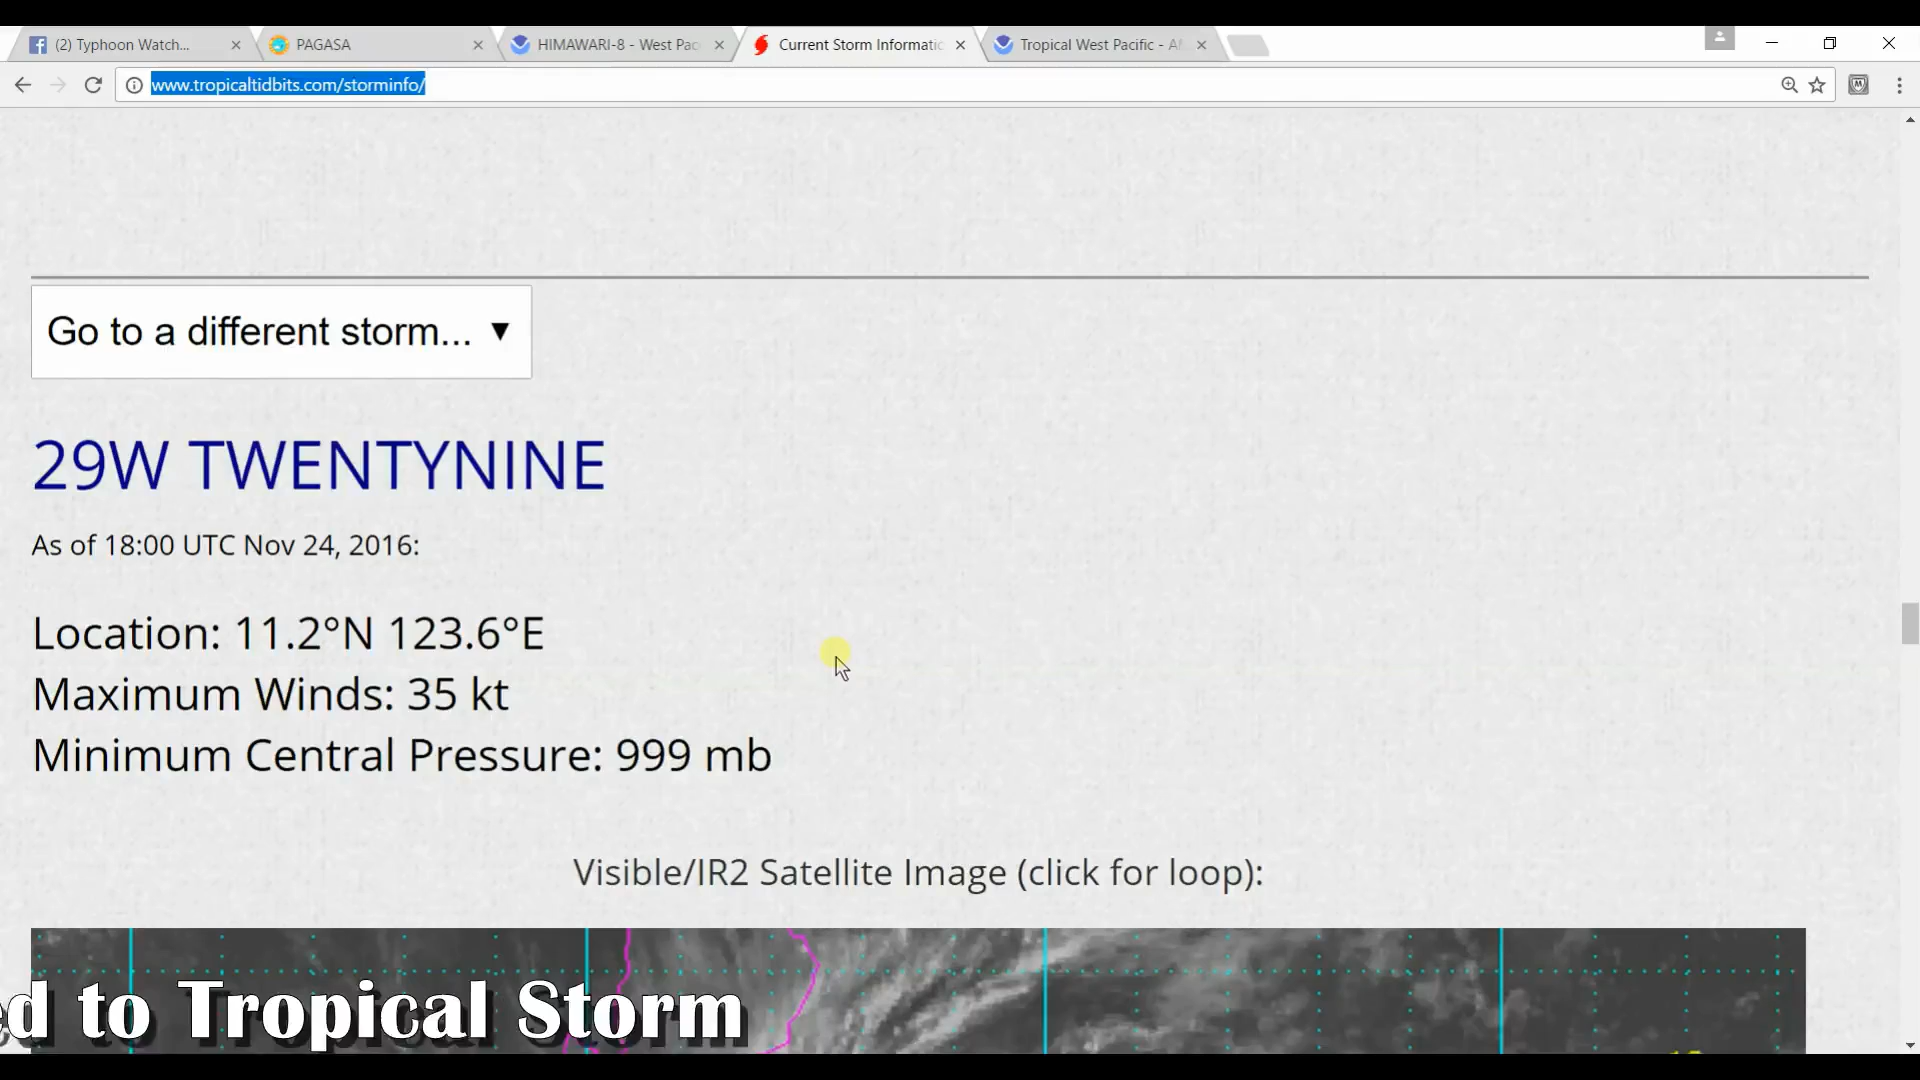 (2) Typhoon Watch...
PAGASA
HIMAWARI-8 - West Pac
Current Storm Informatic
Tropical West Pacific - A
www.tropicaltidbits.com/storminfo/
Go to a different storm... ▼
29W TWENTYNINE
As of 18:00 UTC Nov 24, 2016:
Location: 11.2°N 123.6°E
Maximum Winds: 35 kt
Minimum Central Pressure: 999 mb
Visible/IR2 Satellite Image (click for loop):
ed to Tropical Storm